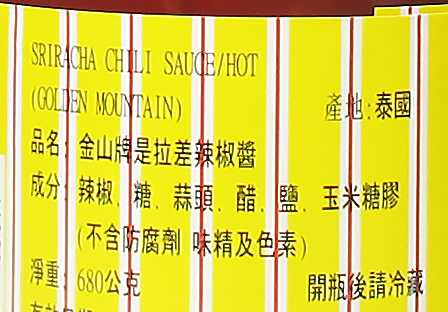 SRIRACHA CHILI SAUCE/HOT
(GOLDEN MOUNTAIN) 產地:泰國
品名: 金山牌是拉差辣椒醬
成分: 辣椒. 糖. 蒜頭. 醋. 鹽. 玉米糖膠
(不含防腐劑 味精及色素)
淨重: 680公克 開瓶後請冷藏